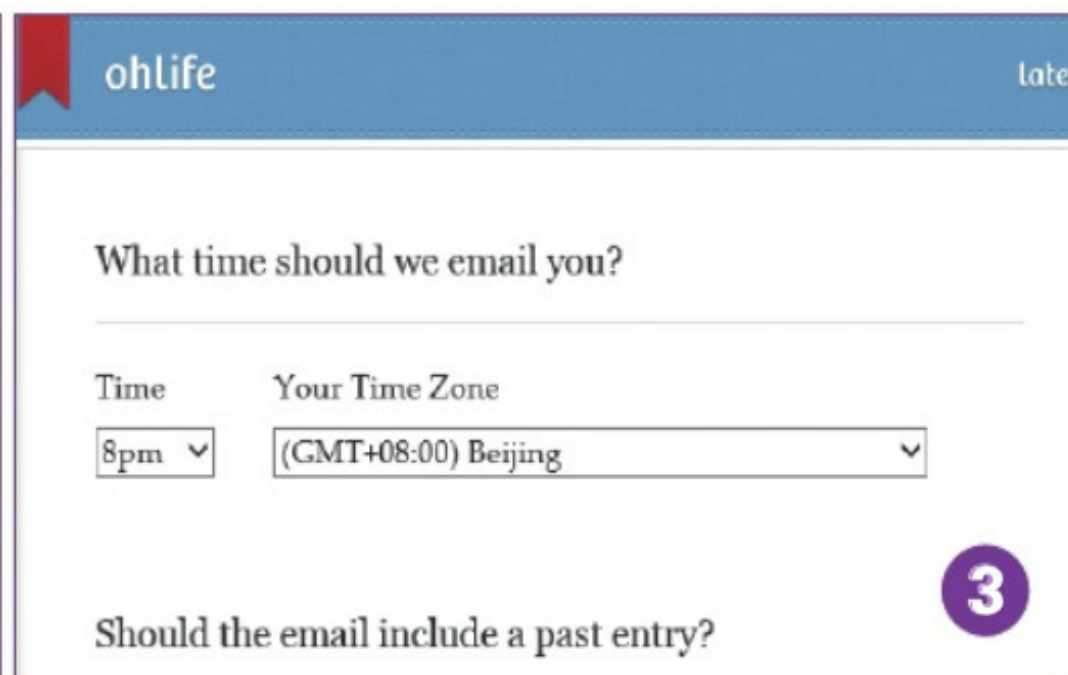 ohlife
late
What time should we email you?
Time
Your Time Zone
8pm
(GMT+08:00) Beijing
3
Should the email include a past entry?